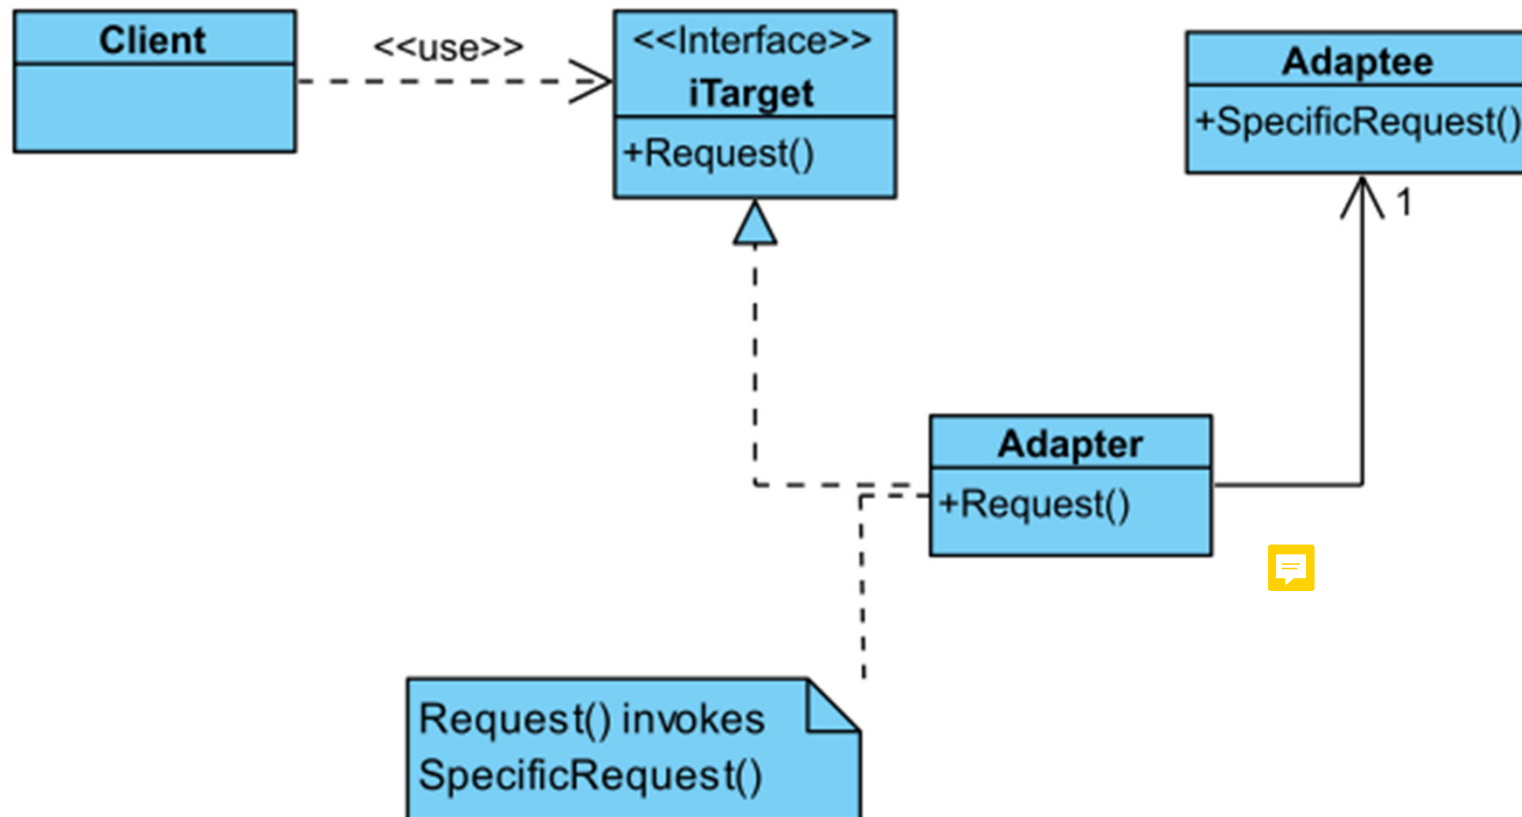 Client
<<use>>
<<Interface>>
iTarget
+Request()
Adaptee
+SpecificRequest()
1
Adapter
+Request()
Request() invokes
SpecificRequest()